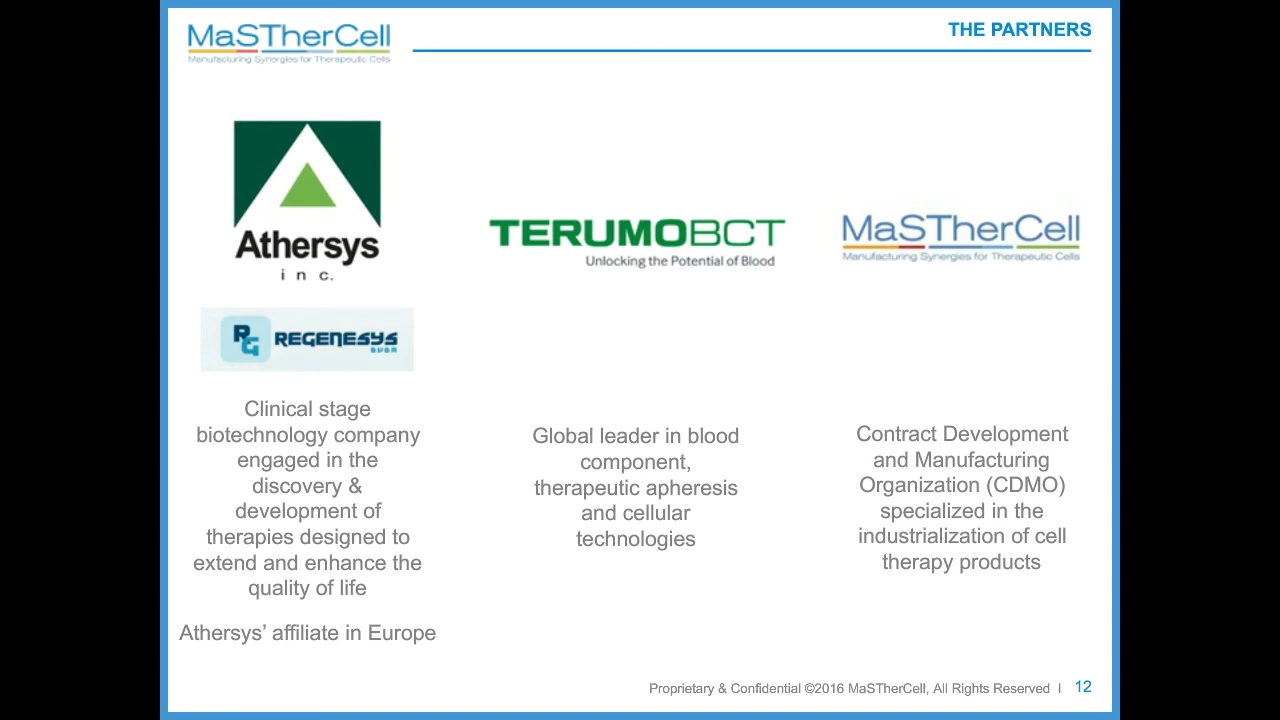 MaSTherCell
Manufacturing Synergies for Therapeutic Cells
THE PARTNERS
Athersys
inc.
RG
REGENESYS
BVBA
Clinical stage
biotechnology company
engaged in the
discovery &
development of
therapies designed to
extend and enhance the
quality of life
Athersys’ affiliate in Europe
TERUMOBCT
Unlocking the Potential of Blood
Global leader in blood
component,
therapeutic apheresis
and cellular
technologies
MaSTherCell
Manufacturing Synergies for Therapeutic Cells
Contract Development
and Manufacturing
Organization (CDMO)
specialized in the
industrialization of cell
therapy products
Proprietary & Confidential ©2016 MaSTherCell, All Rights Reserved I 12